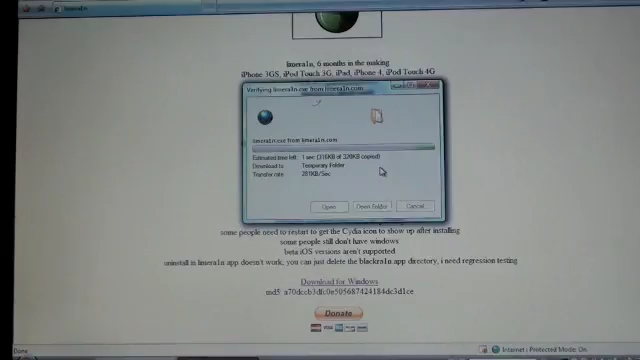 limera1n
limera1n, 6 months in the making
iPhone 3GS, iPod Touch 3G, iPad, iPhone 4, iPod Touch 4G
Verifying limera1n.exe from limera1n.com
limera1n.exe from limera1n.com
Estimated time left 1 sec (316KB of 320KB copied)
Download to Temporary Folder
Transfer rate 281KB/Sec
Open Open Folder Cancel
some people need to restart to get the Cydia icon to show up after installing
some people still don't have windows
beta iOS versions aren't supported
uninstall in limera1n app doesn't work, you can just delete the blackra1n.app directory, i need regression testing
Download for Windows
Donate
Done
Internet | Protected Mode: On